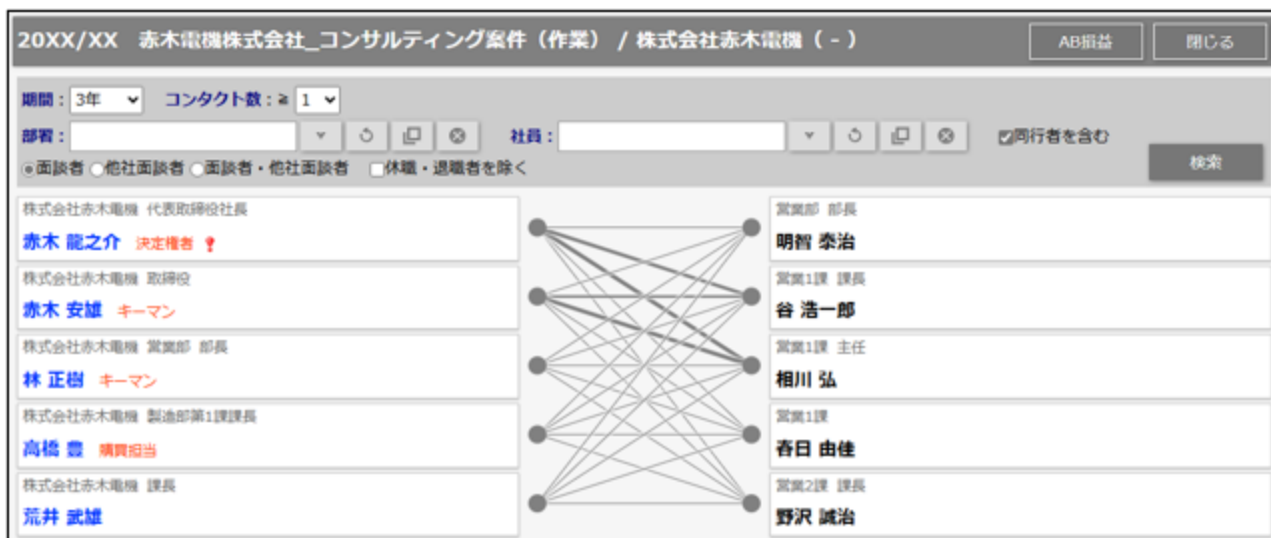 20XX/XX 赤木電機株式会社_コンサルティング案件（作業） / 株式会社赤木電機（ - ）
AB損益
閉じる
期間：3年 コンタクト数：≧ 1
部署： 社員： 同行者を含む
面談者 他社面談者 面談者・他社面談者 休職・退職者を除く
検索
株式会社赤木電機 代表取締役社長
赤木 龍之介 決定権者
営業部 部長
明智 泰治
株式会社赤木電機 取締役
赤木 安雄 キーマン
営業1課 課長
谷 浩一郎
株式会社赤木電機 営業部 部長
林 正樹 キーマン
営業1課 主任
相川 弘
株式会社赤木電機 製造部第1課課長
高橋 豊 購買担当
営業1課
春日 由佳
株式会社赤木電機 課長
荒井 武雄
営業2課 課長
野沢 誠治